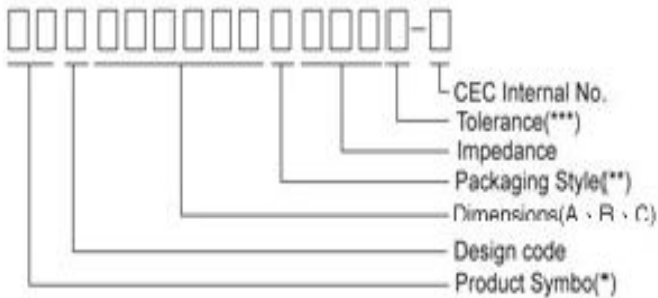 CEC Internal No.
Tolerance(***)
Impedance
Packaging Style(**)
Dimensions(A、B、C)
Design code
Product Symbo(*)